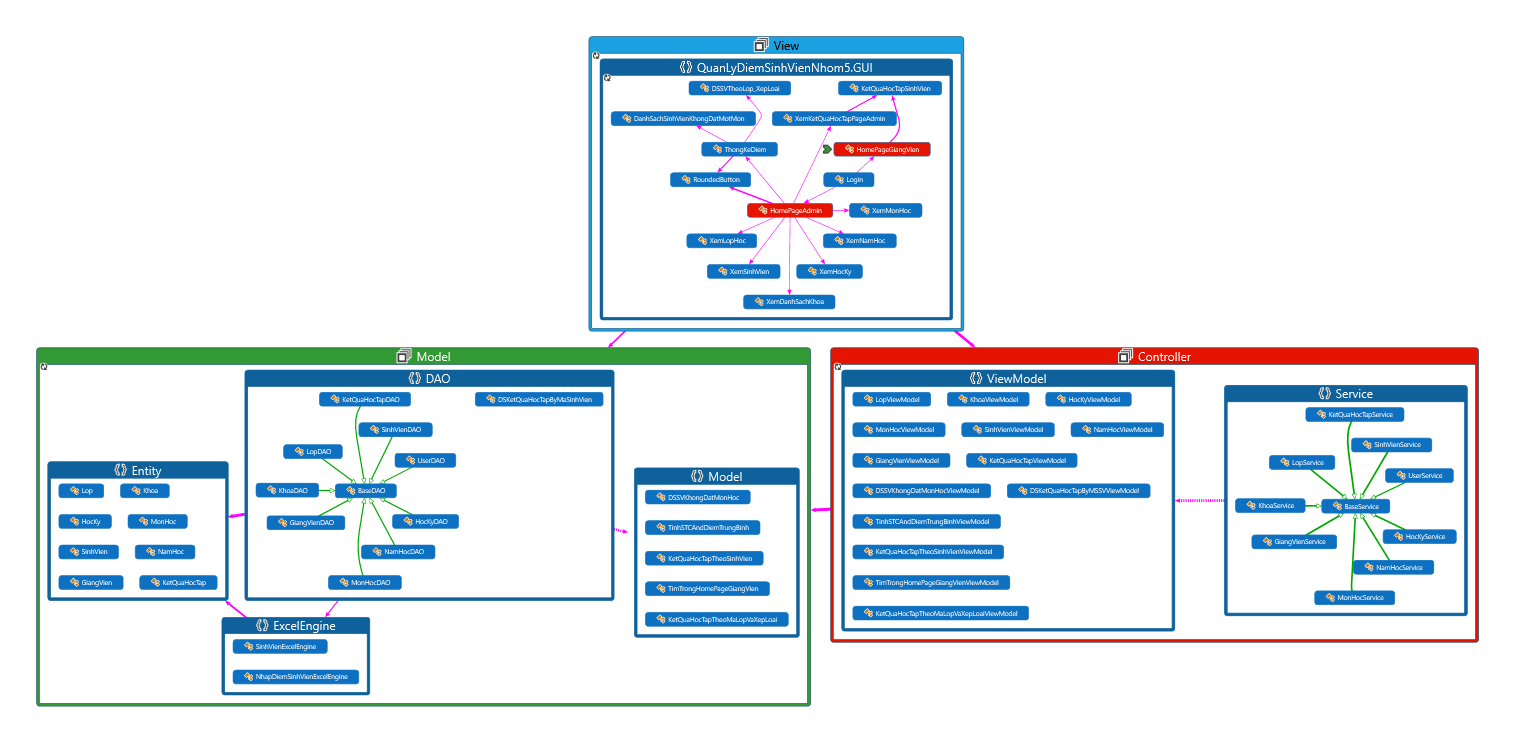 View
QuanLyDiemSinhVienNhom5.GUI
DSSVTheoLop_XepLoai
KetQuaHocTapSinhVien
DanhSachSinhVienKhongDatMotMon
XemKetQuaHocTapPageAdmin
ThongKeDiem
HomePageGiangVien
RoundedButton
Login
HomePageAdmin
XemMonHoc
XemLopHoc
XemNamHoc
XemSinhVien
XemHocKy
XemDanhSachKhoa
Model
DAO
KetQuaHocTapDAO
DSKetQuaHocTapByMaSinhVien
SinhVienDAO
LopDAO
UserDAO
KhoaDAO
BaseDAO
GiangVienDAO
HocKyDAO
NamHocDAO
MonHocDAO
Entity
Lop
Khoa
HocKy
MonHoc
SinhVien
NamHoc
GiangVien
KetQuaHocTap
ExcelEngine
SinhVienExcelEngine
NhapDiemSinhVienExcelEngine
Model
DSSVKhongDatMonHoc
TinhSTCAndDiemTrungBinh
KetQuaHocTapTheoSinhVien
TimTrongHomePageGiangVien
KetQuaHocTapTheoMaLopVaXepLoai
Controller
ViewModel
LopViewModel
KhoaViewModel
HocKyViewModel
MonHocViewModel
SinhVienViewModel
NamHocViewModel
GiangVienViewModel
KetQuaHocTapViewModel
DSSVKhongDatMonHocViewModel
DSKetQuaHocTapByMSSVViewModel
TinhSTCAndDiemTrungBinhViewModel
KetQuaHocTapTheoSinhVienViewModel
TimTrongHomePageGiangVienViewModel
KetQuaHocTapTheoMaLopVaXepLoaiViewModel
Service
KetQuaHocTapService
SinhVienService
LopService
UserService
KhoaService
BaseService
GiangVienService
HocKyService
NamHocService
MonHocService